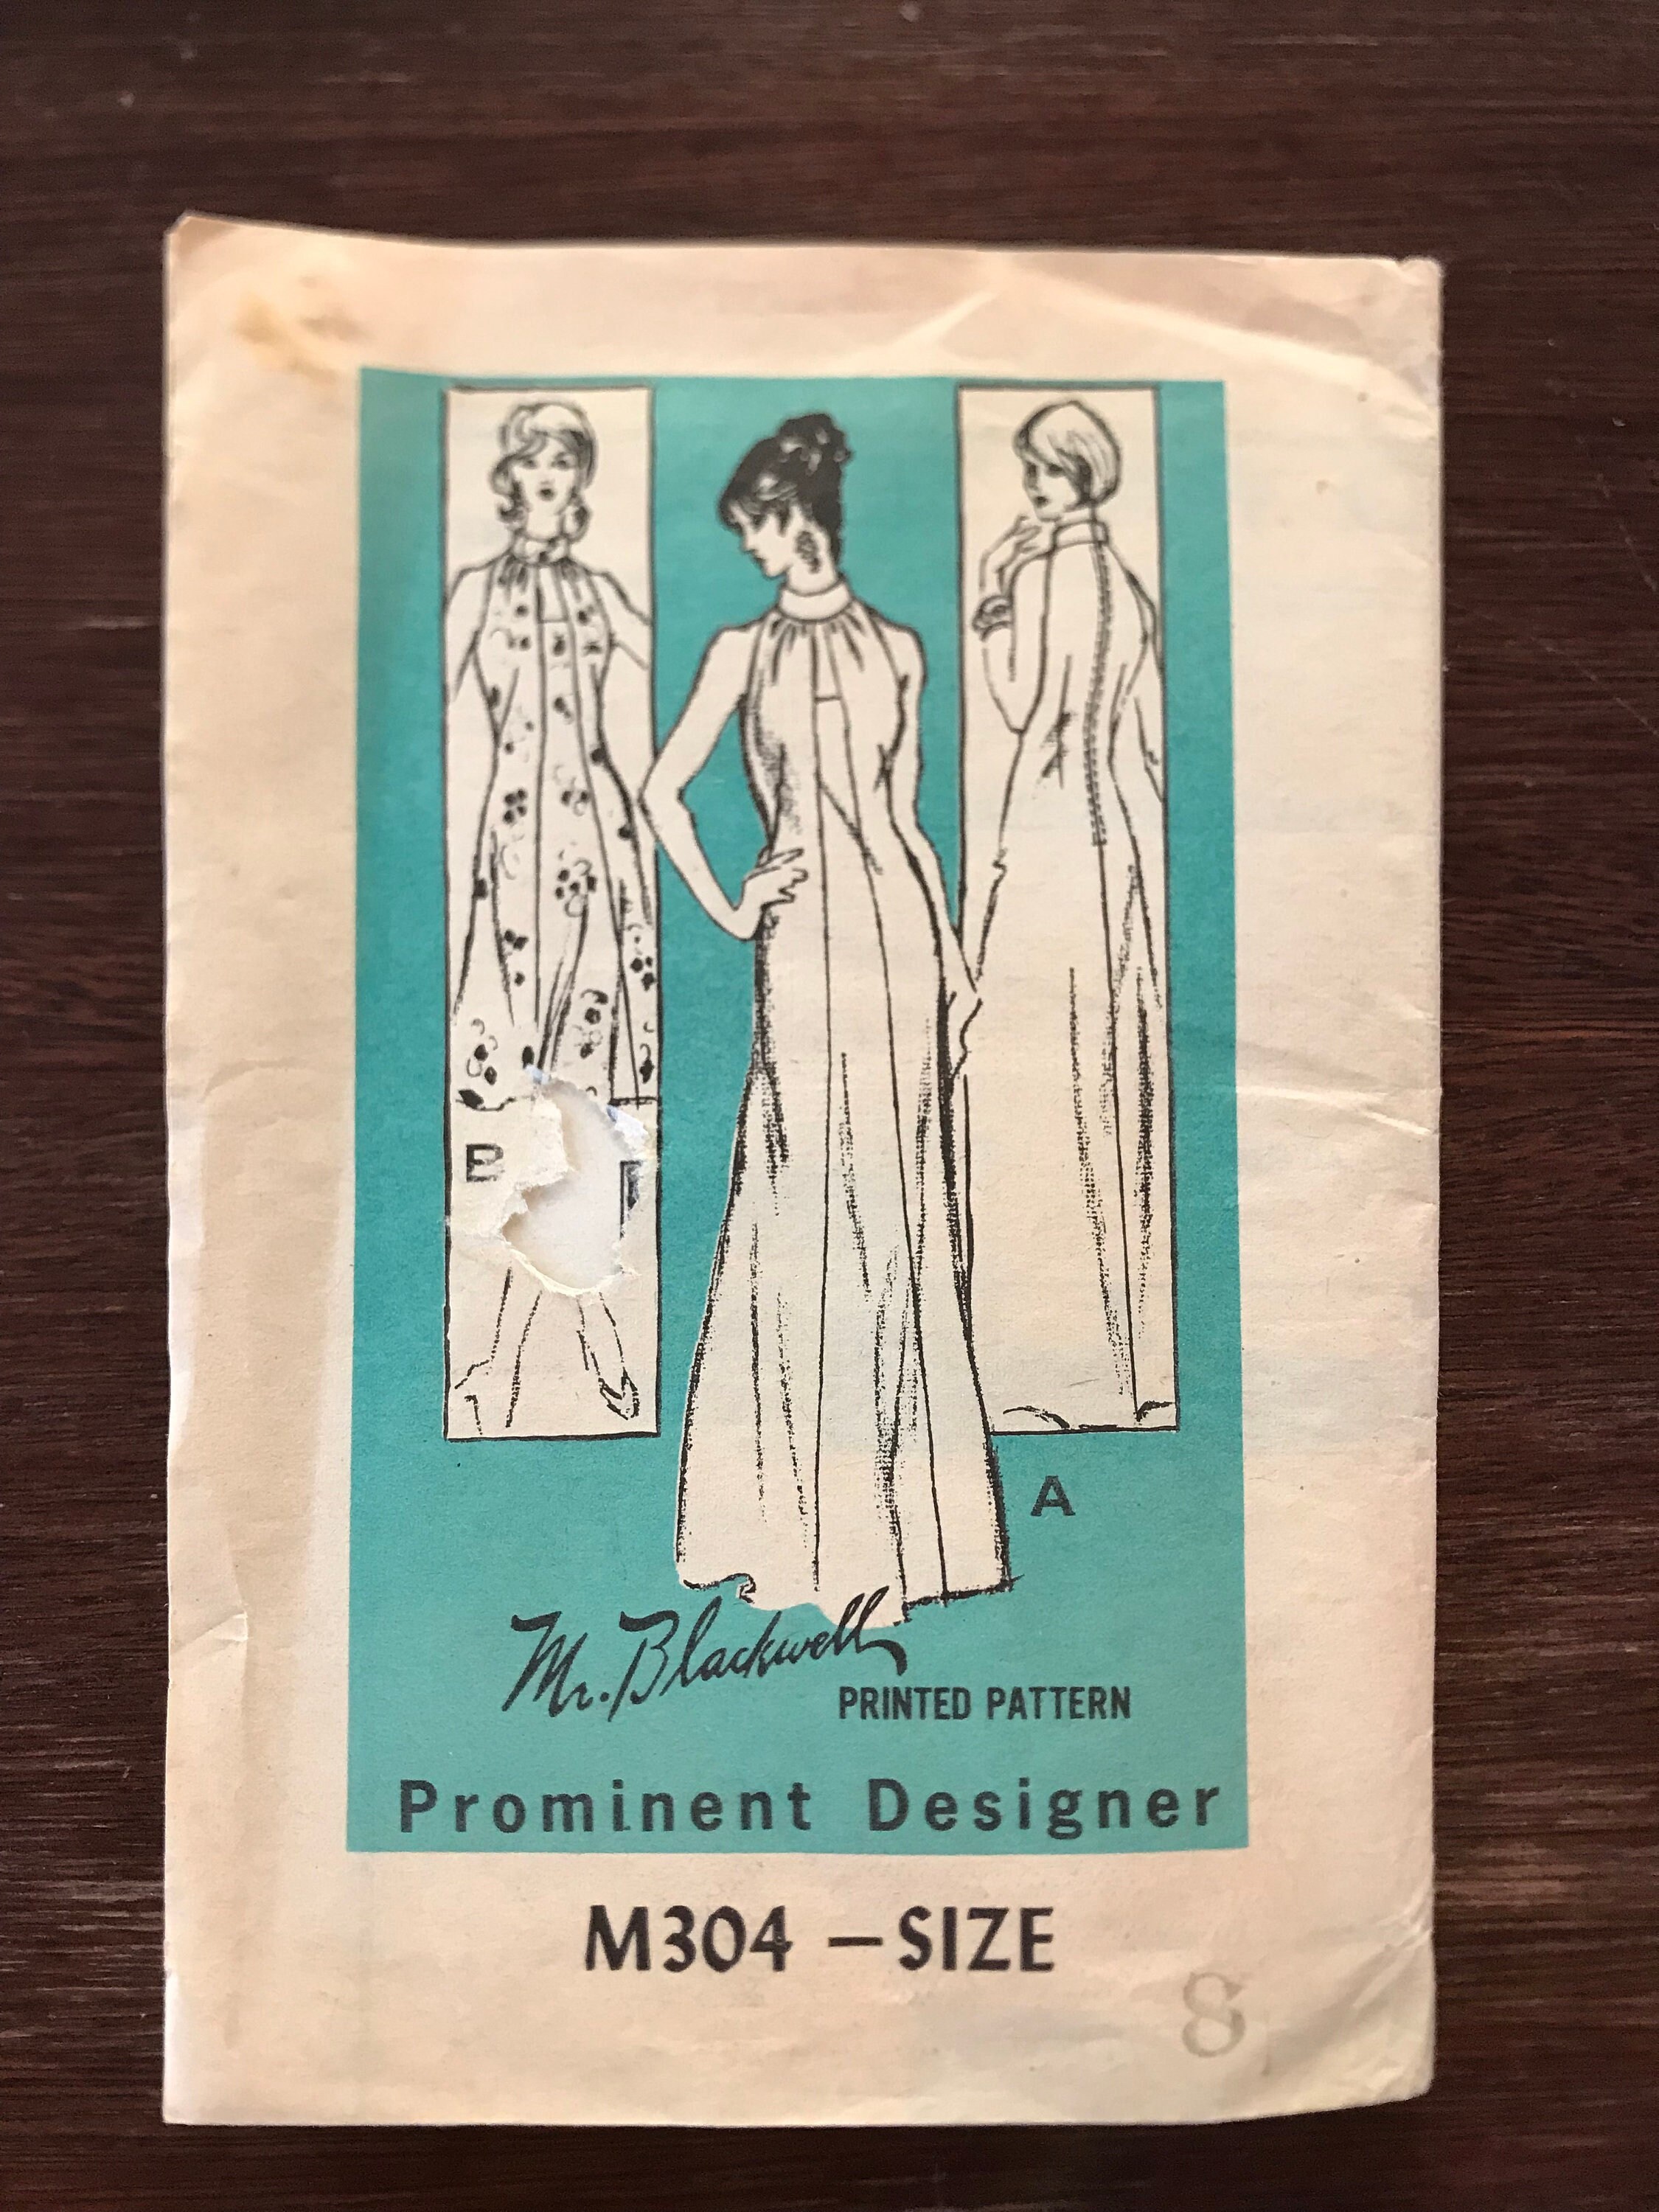 B
A
Mr. Blackwell
PRINTED PATTERN
Prominent Designer
M304 – SIZE
8